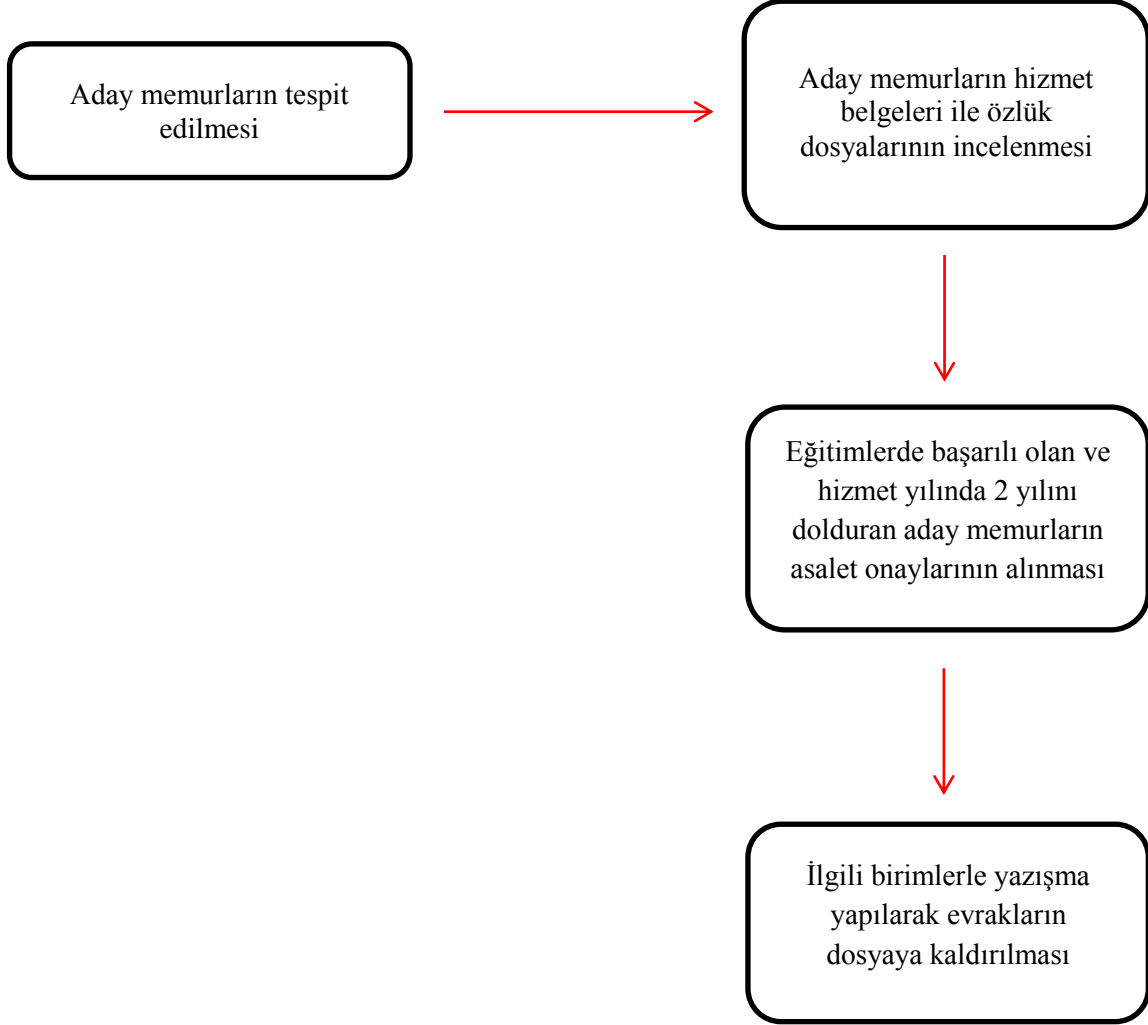 Aday memurların tespit
edilmesi
Aday memurların hizmet
belgeleri ile özlük
dosyalarının incelenmesi
Eğitimlerde başarılı olan ve
hizmet yılında 2 yılını
dolduran aday memurların
asalet onaylarının alınması
İlgili birimlerle yazışma
yapılarak evrakların
dosyaya kaldırılması